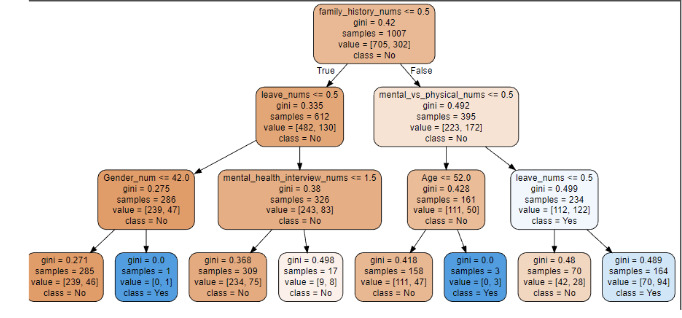 family_history_nums <= 0.5
gini = 0.42
samples = 1007
value = [705, 302]
class = No
True
False
leave_nums <= 0.5
gini = 0.335
samples = 612
value = [482, 130]
class = No
mental_vs_physical_nums <= 0.5
gini = 0.492
samples = 395
value = [223, 172]
class = No
Gender_num <= 42.0
gini = 0.275
samples = 286
value = [239, 47]
class = No
mental_health_interview_nums <= 1.5
gini = 0.38
samples = 326
value = [243, 83]
class = No
Age <= 52.0
gini = 0.428
samples = 161
value = [111, 50]
class = No
leave_nums <= 0.5
gini = 0.499
samples = 234
value = [112, 122]
class = Yes
gini = 0.271
samples = 285
value = [239, 46]
class = No
gini = 0.0
samples = 1
value = [0, 1]
class = Yes
gini = 0.368
samples = 309
value = [234, 75]
class = No
gini = 0.498
samples = 17
value = [9, 8]
class = No
gini = 0.418
samples = 158
value = [111, 47]
class = No
gini = 0.0
samples = 3
value = [0, 3]
class = Yes
gini = 0.48
samples = 70
value = [42, 28]
class = No
gini = 0.489
samples = 164
value = [70, 94]
class = Yes